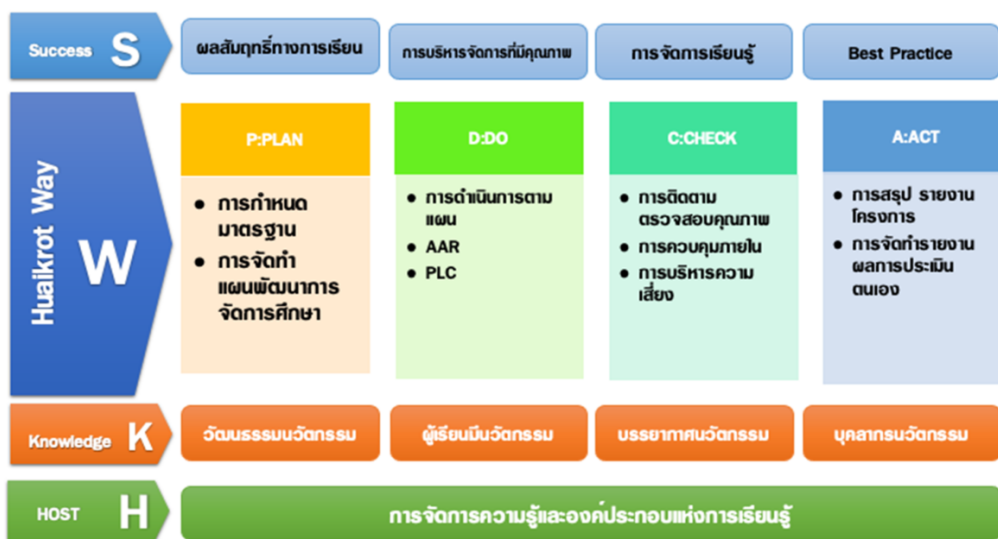 Success S
ผลสัมฤทธิ์ทางการเรียน
การบริหารจัดการที่มีคุณภาพ
การจัดการเรียนรู้
Best Practice
Huaikrot Way
W
P:PLAN
• การกำหนด
มาตรฐาน
• การจัดทำ
แผนพัฒนาการ
จัดการศึกษา
D:DO
• การดำเนินการตาม
แผน
• AAR
• PLC
C:CHECK
• การติดตาม
ตรวจสอบคุณภาพ
• การควบคุมภายใน
• การบริหารความ
เสี่ยง
A:ACT
• การสรุป รายงาน
โครงการ
• การจัดทำรายงาน
ผลการประเมิน
ตนเอง
Knowledge K
วัฒนธรรมนวัตกรรม
ผู้เรียนมีนวัตกรรม
บรรยากาศนวัตกรรม
บุคลากรนวัตกรรม
HOST H
การจัดการความรู้และองค์ประกอบแห่งการเรียนรู้